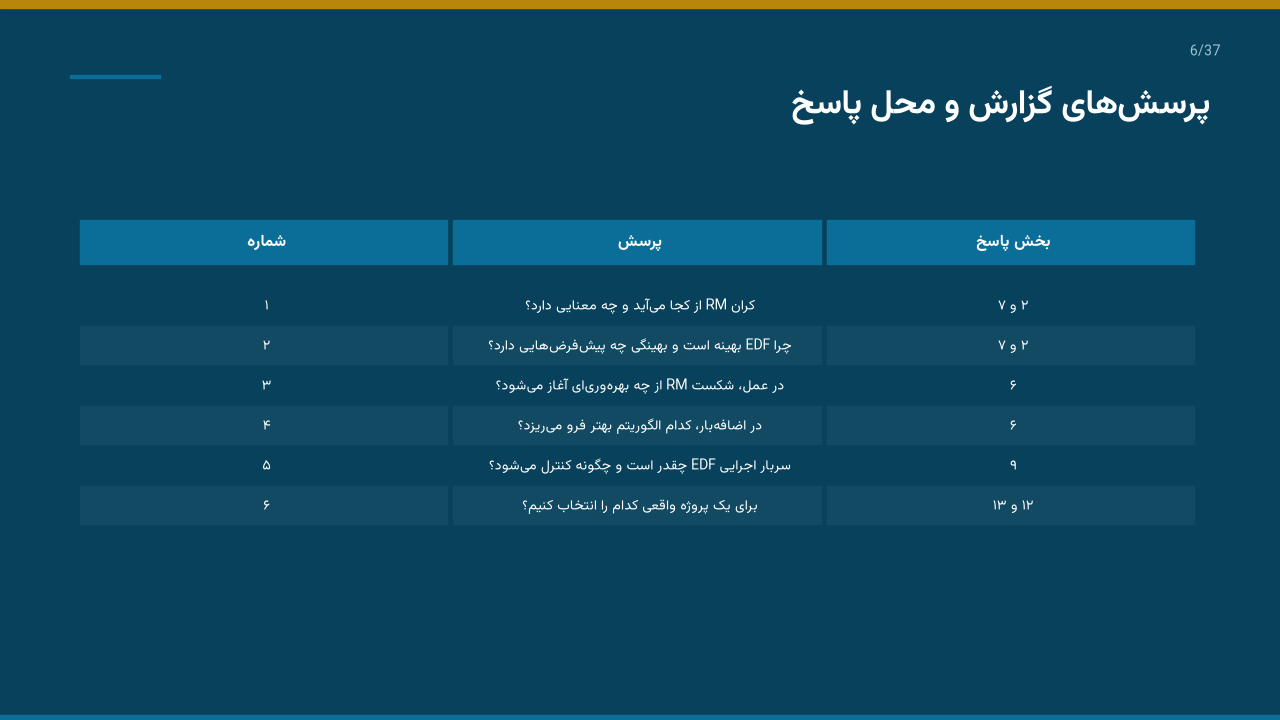 6/37
پرسش‌های گزارش و محل پاسخ
بخش پاسخ پرسش شماره
۲ و ۷ کران RM از کجا می‌آید و چه معنایی دارد؟ ۱
۲ و ۷ چرا EDF بهینه است و بهینگی چه پیش‌فرض‌هایی دارد؟ ۲
۶ در عمل، شکست RM از چه بهره‌وری‌ای آغاز می‌شود؟ ۳
۶ در اضافه‌بار، کدام الگوریتم بهتر فرو می‌ریزد؟ ۴
۹ سربار اجرایی EDF چقدر است و چگونه کنترل می‌شود؟ ۵
۱۲ و ۱۳ برای یک پروژه واقعی کدام را انتخاب کنیم؟ ۶